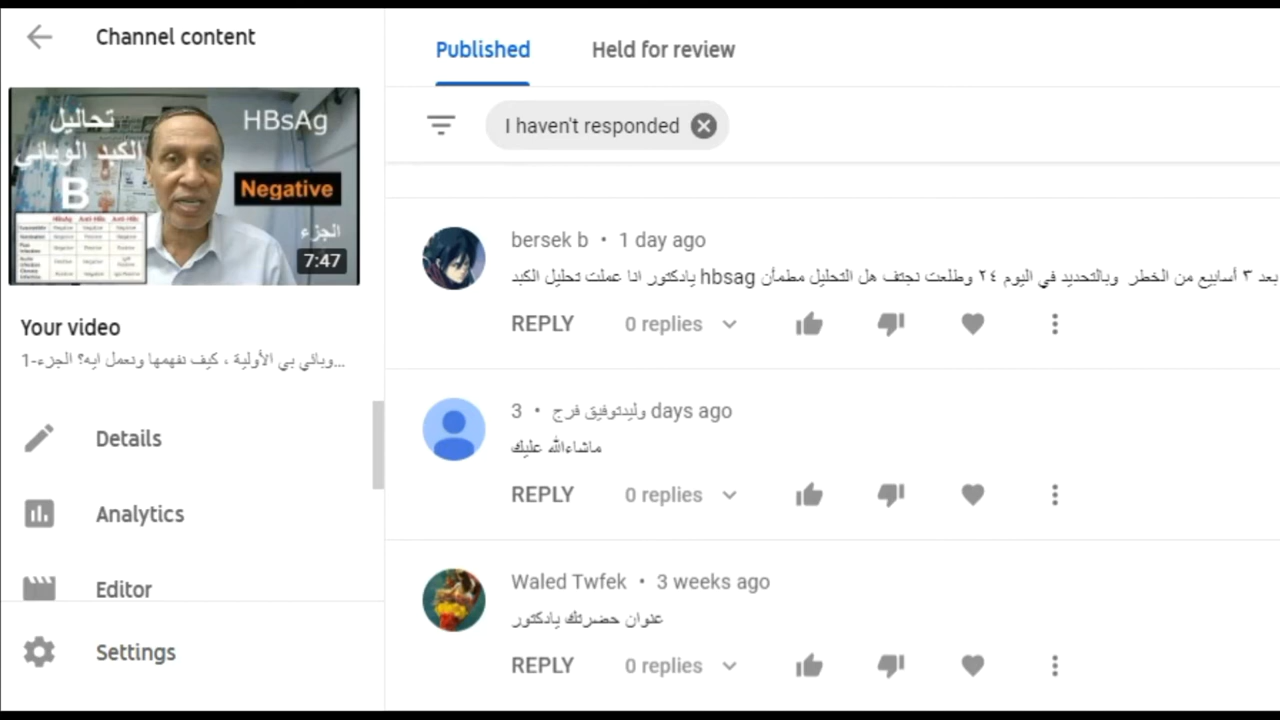 Channel content
تحاليل
الكبد الوبائي
B
HBsAg
Negative
الجزء
7:47
HBsAg
Your video
...وبائي بي الأولية ، كيف نفهمها ونعمل ايه؟ الجزء-1
Details
Analytics
Editor
Settings
Published
Held for review
I haven't responded
bersek b • 1 day ago
يادكتور انا عملت تحليل الكبد hbsag بعد ٣ أسابيع من الخطر وبالتحديد في اليوم ٢٤ وطلعت نجتف هل التحليل مطمأن
REPLY 0 replies
وليدتوفيق فرج • 3 days ago
ماشاءالله عليك
REPLY 0 replies
Waled Twfek • 3 weeks ago
عنوان حضرتك يادكتور
REPLY 0 replies